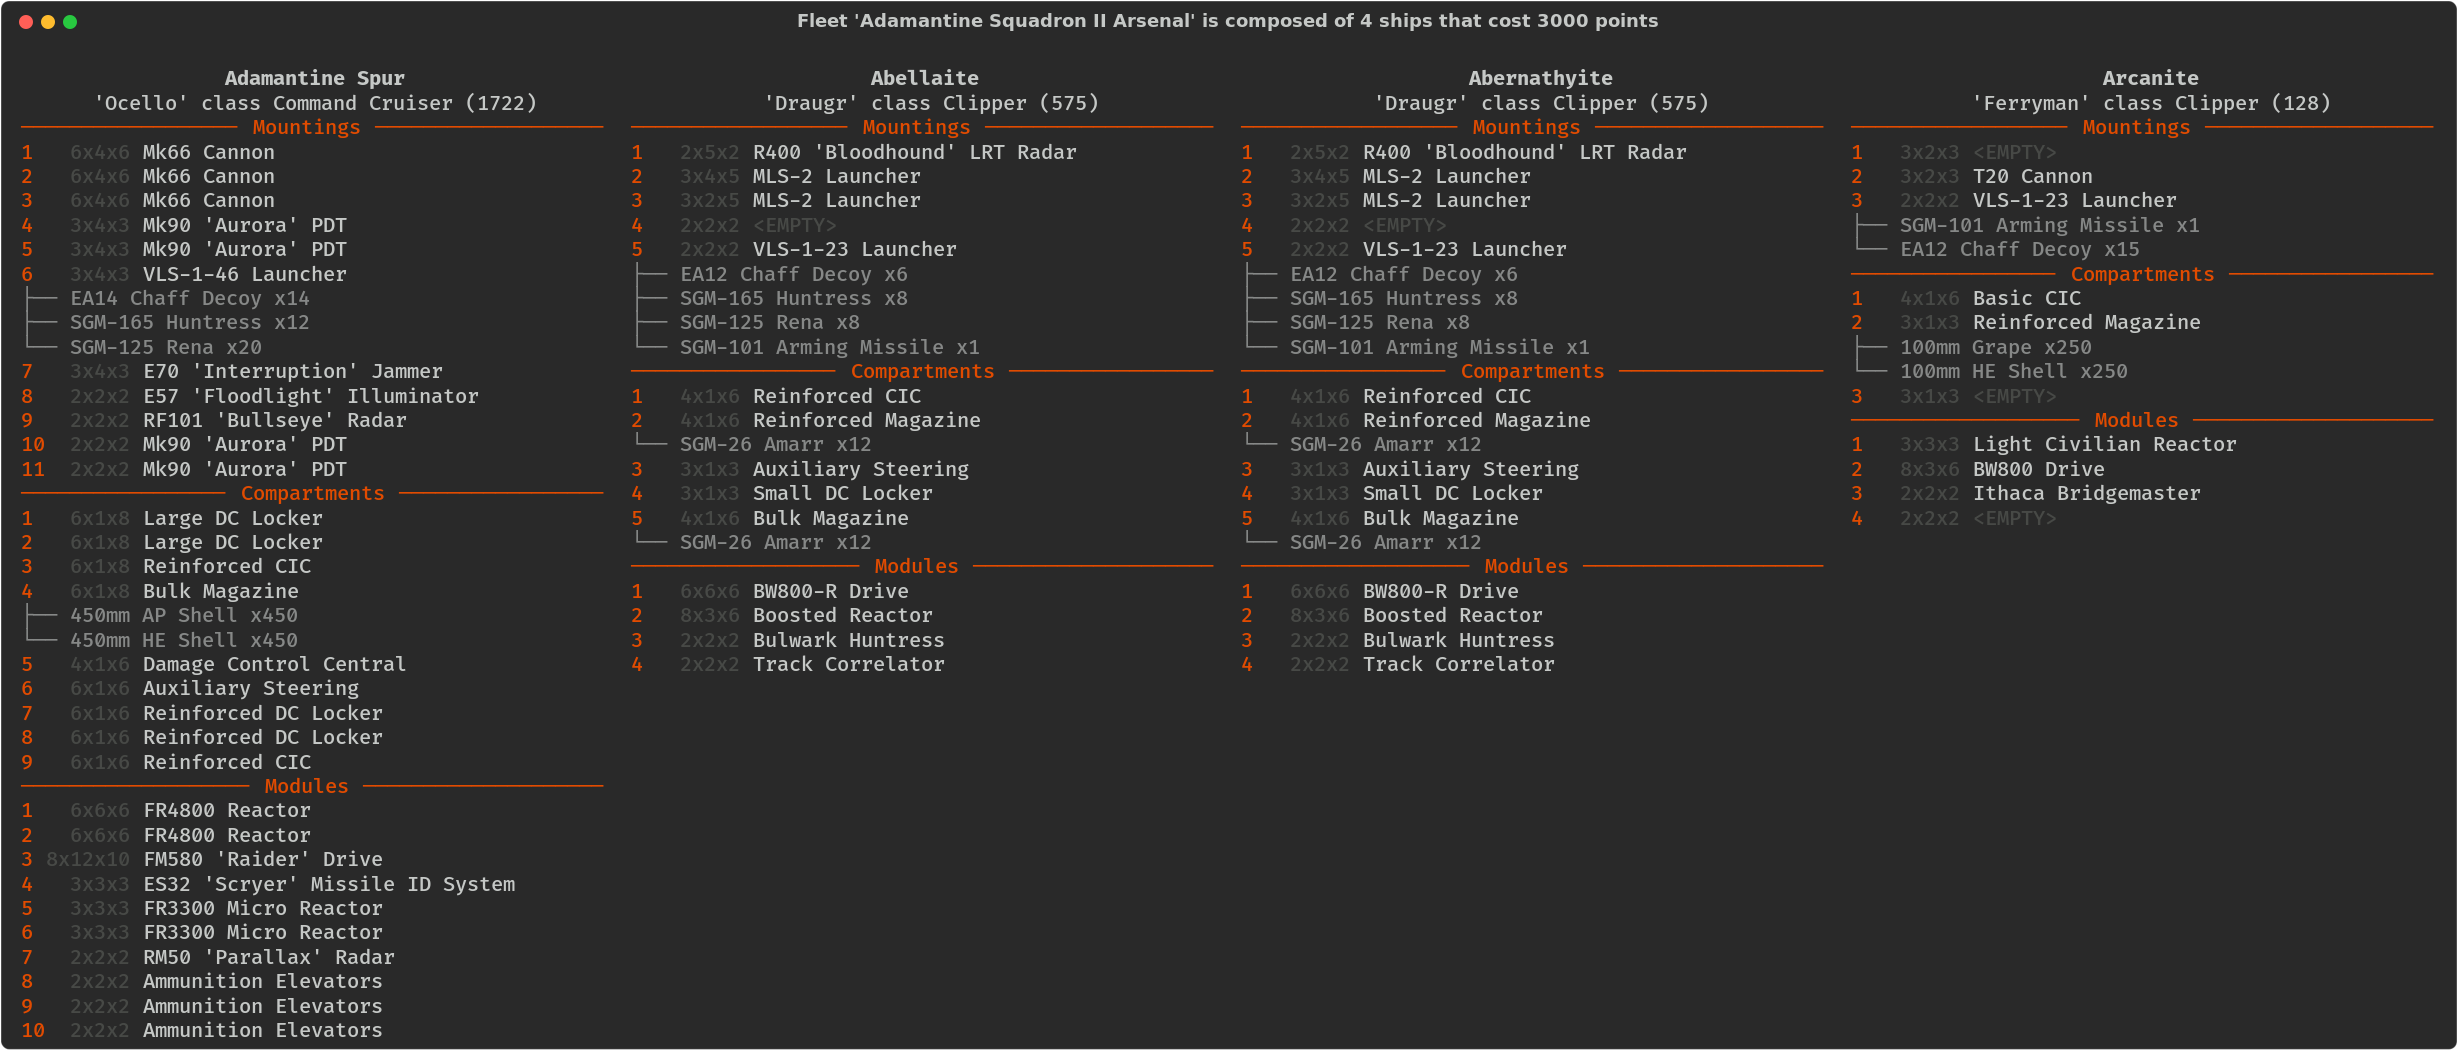 Fleet 'Adamantine Squadron II Arsenal' is composed of 4 ships that cost 3000 points
Adamantine Spur
'Ocello' class Command Cruiser (1722)
Mountings
1 6x4x6 Mk66 Cannon
2 6x4x6 Mk66 Cannon
3 6x4x6 Mk66 Cannon
4 3x4x3 Mk90 'Aurora' PDT
5 3x4x3 Mk90 'Aurora' PDT
6 3x4x3 VLS-1-46 Launcher
├── EA14 Chaff Decoy x14
├── SGM-165 Huntress x12
└── SGM-125 Rena x20
7 3x4x3 E70 'Interruption' Jammer
8 2x2x2 E57 'Floodlight' Illuminator
9 2x2x2 RF101 'Bullseye' Radar
10 2x2x2 Mk90 'Aurora' PDT
11 2x2x2 Mk90 'Aurora' PDT
Compartments
1 6x1x8 Large DC Locker
2 6x1x8 Large DC Locker
3 6x1x8 Reinforced CIC
4 6x1x8 Bulk Magazine
├── 450mm AP Shell x450
└── 450mm HE Shell x450
5 4x1x6 Damage Control Central
6 6x1x6 Auxiliary Steering
7 6x1x6 Reinforced DC Locker
8 6x1x6 Reinforced DC Locker
9 6x1x6 Reinforced CIC
Modules
1 6x6x6 FR4800 Reactor
2 6x6x6 FR4800 Reactor
3 8x12x10 FM580 'Raider' Drive
4 3x3x3 ES32 'Scryer' Missile ID System
5 3x3x3 FR3300 Micro Reactor
6 3x3x3 FR3300 Micro Reactor
7 2x2x2 RM50 'Parallax' Radar
8 2x2x2 Ammunition Elevators
9 2x2x2 Ammunition Elevators
10 2x2x2 Ammunition Elevators
Abellaite
'Draugr' class Clipper (575)
Mountings
1 2x5x2 R400 'Bloodhound' LRT Radar
2 3x4x5 MLS-2 Launcher
3 3x2x5 MLS-2 Launcher
4 2x2x2 <EMPTY>
5 2x2x2 VLS-1-23 Launcher
├── EA12 Chaff Decoy x6
├── SGM-165 Huntress x8
├── SGM-125 Rena x8
└── SGM-101 Arming Missile x1
Compartments
1 4x1x6 Reinforced CIC
2 4x1x6 Reinforced Magazine
└── SGM-26 Amarr x12
3 3x1x3 Auxiliary Steering
4 3x1x3 Small DC Locker
5 4x1x6 Bulk Magazine
└── SGM-26 Amarr x12
Modules
1 6x6x6 BW800-R Drive
2 8x3x6 Boosted Reactor
3 2x2x2 Bulwark Huntress
4 2x2x2 Track Correlator
Abernathyite
'Draugr' class Clipper (575)
Mountings
1 2x5x2 R400 'Bloodhound' LRT Radar
2 3x4x5 MLS-2 Launcher
3 3x2x5 MLS-2 Launcher
4 2x2x2 <EMPTY>
5 2x2x2 VLS-1-23 Launcher
├── EA12 Chaff Decoy x6
├── SGM-165 Huntress x8
├── SGM-125 Rena x8
└── SGM-101 Arming Missile x1
Compartments
1 4x1x6 Reinforced CIC
2 4x1x6 Reinforced Magazine
└── SGM-26 Amarr x12
3 3x1x3 Auxiliary Steering
4 3x1x3 Small DC Locker
5 4x1x6 Bulk Magazine
└── SGM-26 Amarr x12
Modules
1 6x6x6 BW800-R Drive
2 8x3x6 Boosted Reactor
3 2x2x2 Bulwark Huntress
4 2x2x2 Track Correlator
Arcanite
'Ferryman' class Clipper (128)
Mountings
1 3x2x3 <EMPTY>
2 3x2x3 T20 Cannon
3 2x2x2 VLS-1-23 Launcher
├── SGM-101 Arming Missile x1
└── EA12 Chaff Decoy x15
Compartments
1 4x1x6 Basic CIC
2 3x1x3 Reinforced Magazine
├── 100mm Grape x250
└── 100mm HE Shell x250
3 3x1x3 <EMPTY>
Modules
1 3x3x3 Light Civilian Reactor
2 8x3x6 BW800 Drive
3 2x2x2 Ithaca Bridgemaster
4 2x2x2 <EMPTY>